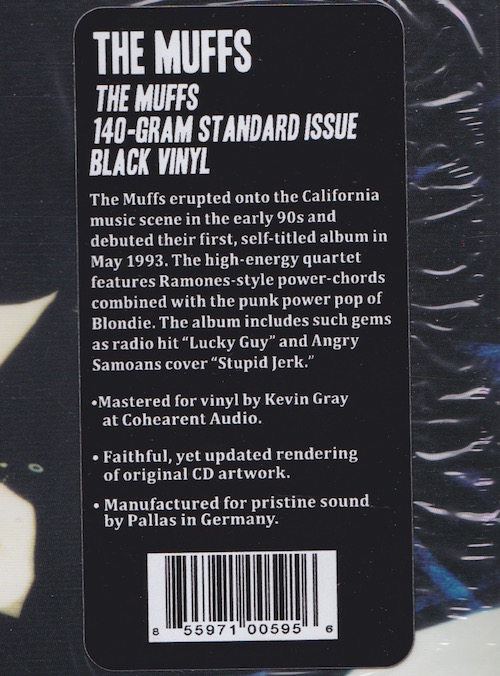 THE MUFFS
THE MUFFS
140-GRAM STANDARD ISSUE
BLACK VINYL
The Muffs erupted onto the California
music scene in the early 90s and
debuted their first, self-titled album in
May 1993. The high-energy quartet
features Ramones-style power-chords
combined with the punk power pop of
Blondie. The album includes such gems
as radio hit “Lucky Guy” and Angry
Samoans cover “Stupid Jerk.”
•Mastered for vinyl by Kevin Gray
at Cohearent Audio.
• Faithful, yet updated rendering
of original CD artwork.
• Manufactured for pristine sound
by Pallas in Germany.
8 55971 00595 6